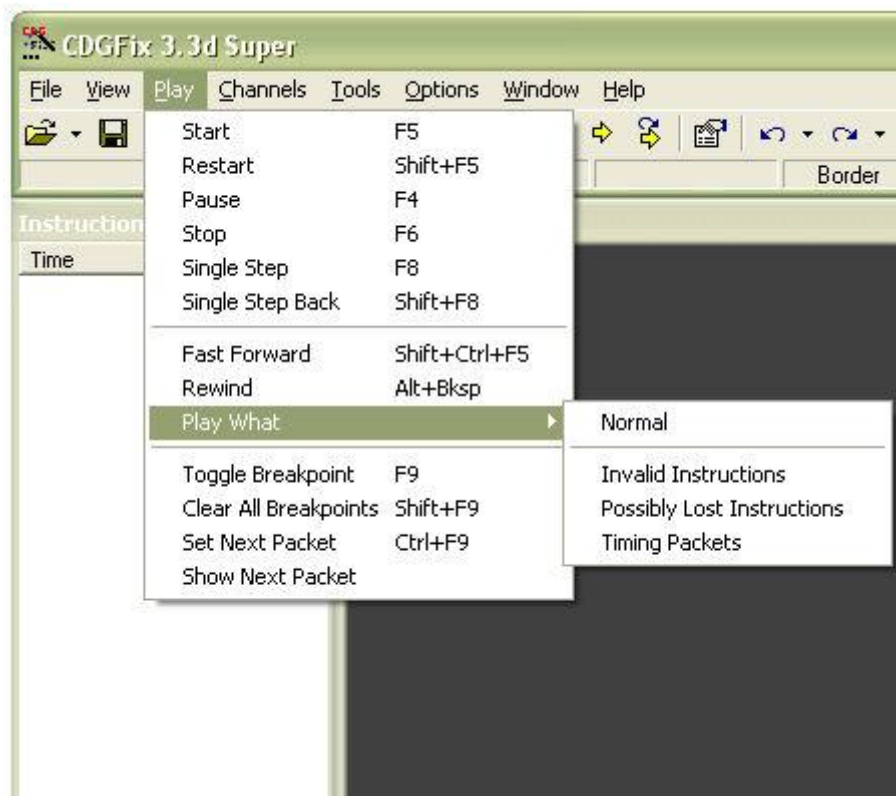 CDGFix 3.3d Super
File View Play Channels Tools Options Window Help
Border
Instruction
Time
Start F5
Restart Shift+F5
Pause F4
Stop F6
Single Step F8
Single Step Back Shift+F8
Fast Forward Shift+Ctrl+F5
Rewind Alt+Bksp
Play What
Toggle Breakpoint F9
Clear All Breakpoints Shift+F9
Set Next Packet Ctrl+F9
Show Next Packet
Normal
Invalid Instructions
Possibly Lost Instructions
Timing Packets